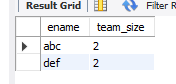 Result Grid Filter R
ename team_size
abc 2
def 2